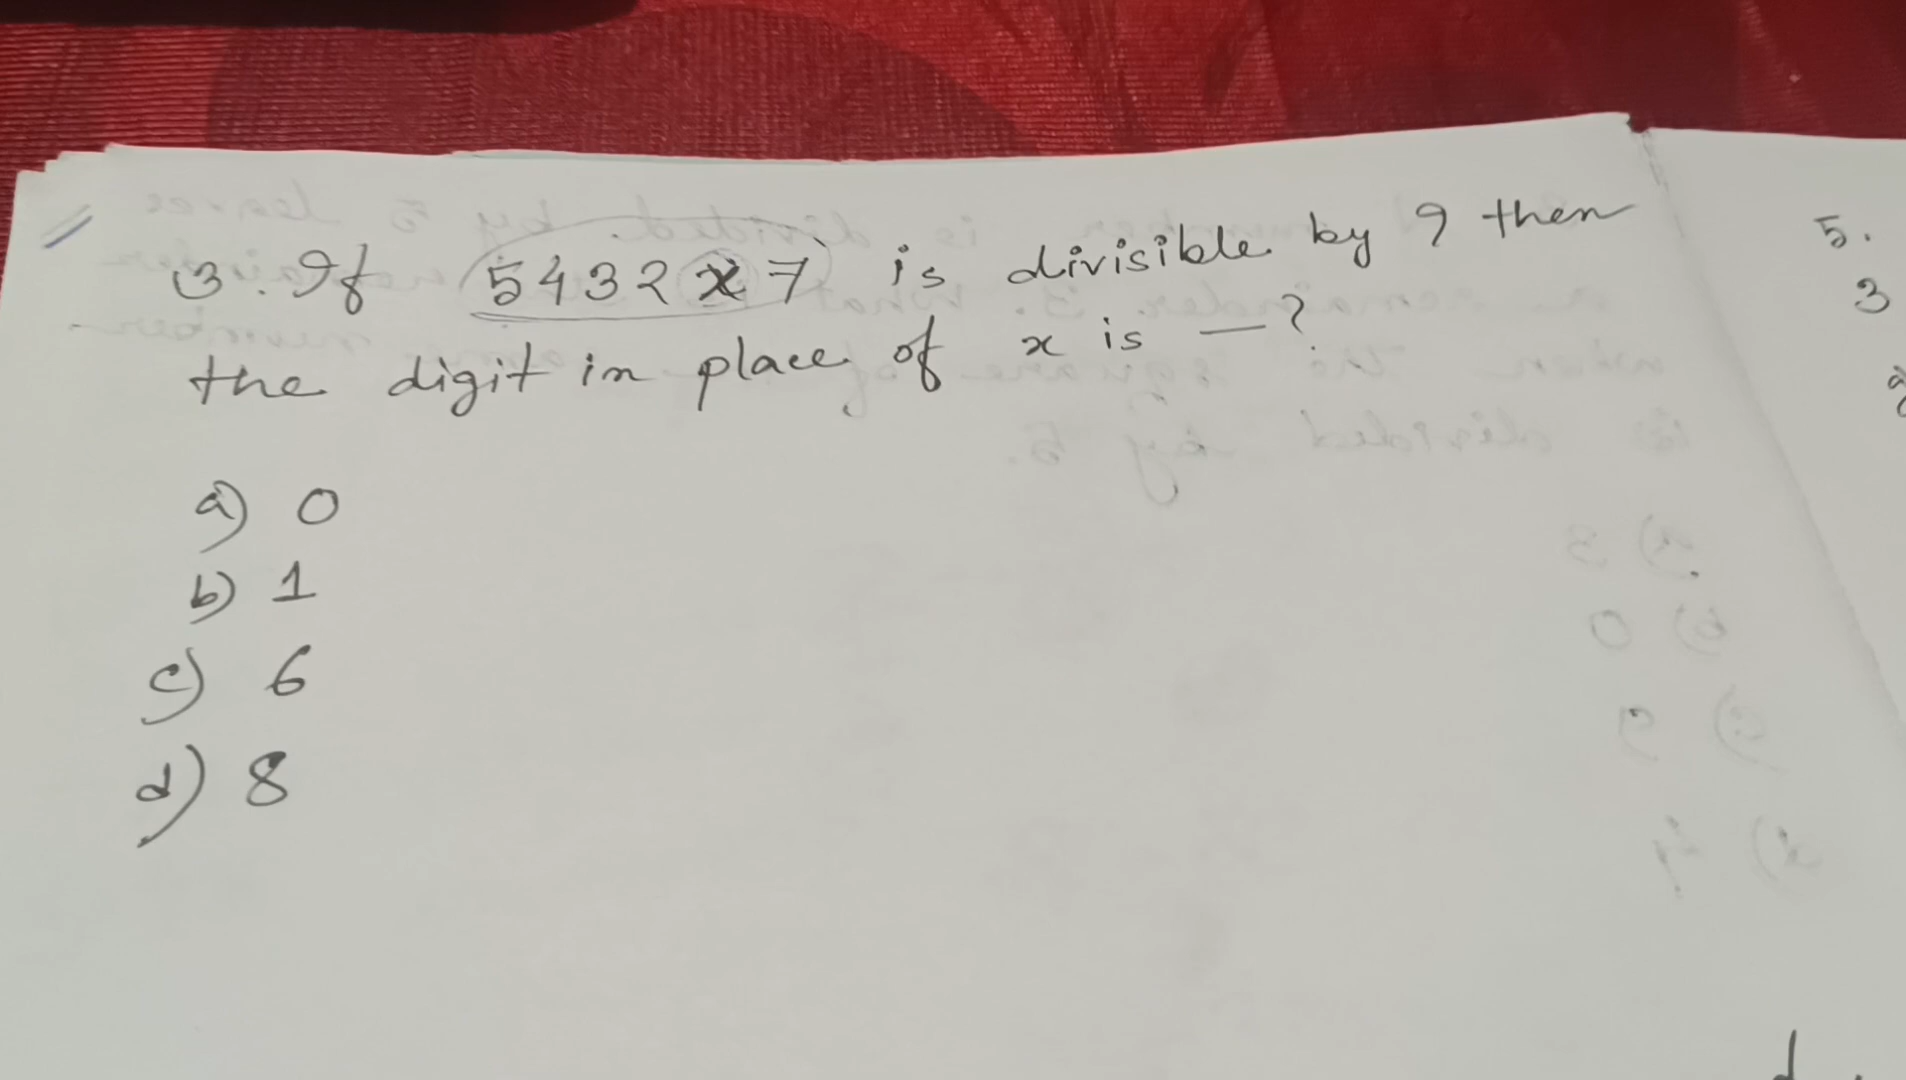 3. If 5432x7 is divisible by 9 then
the digit in place of x is — ?
a) 0
b) 1
c) 6
d) 8
5.
3